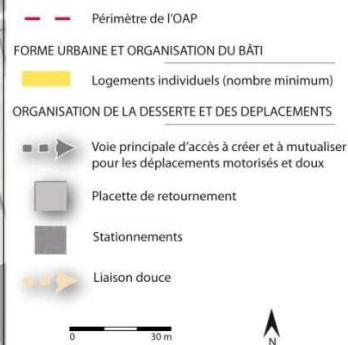 Périmètre de l'OAP
FORME URBAINE ET ORGANISATION DU BÂTI
Logements individuels (nombre minimum)
ORGANISATION DE LA DESSERTE ET DES DEPLACEMENTS
Voie principale d'accès à créer et à mutualiser
pour les déplacements motorisés et doux
Placette de retournement
Stationnements
Liaison douce
0 30 m
N